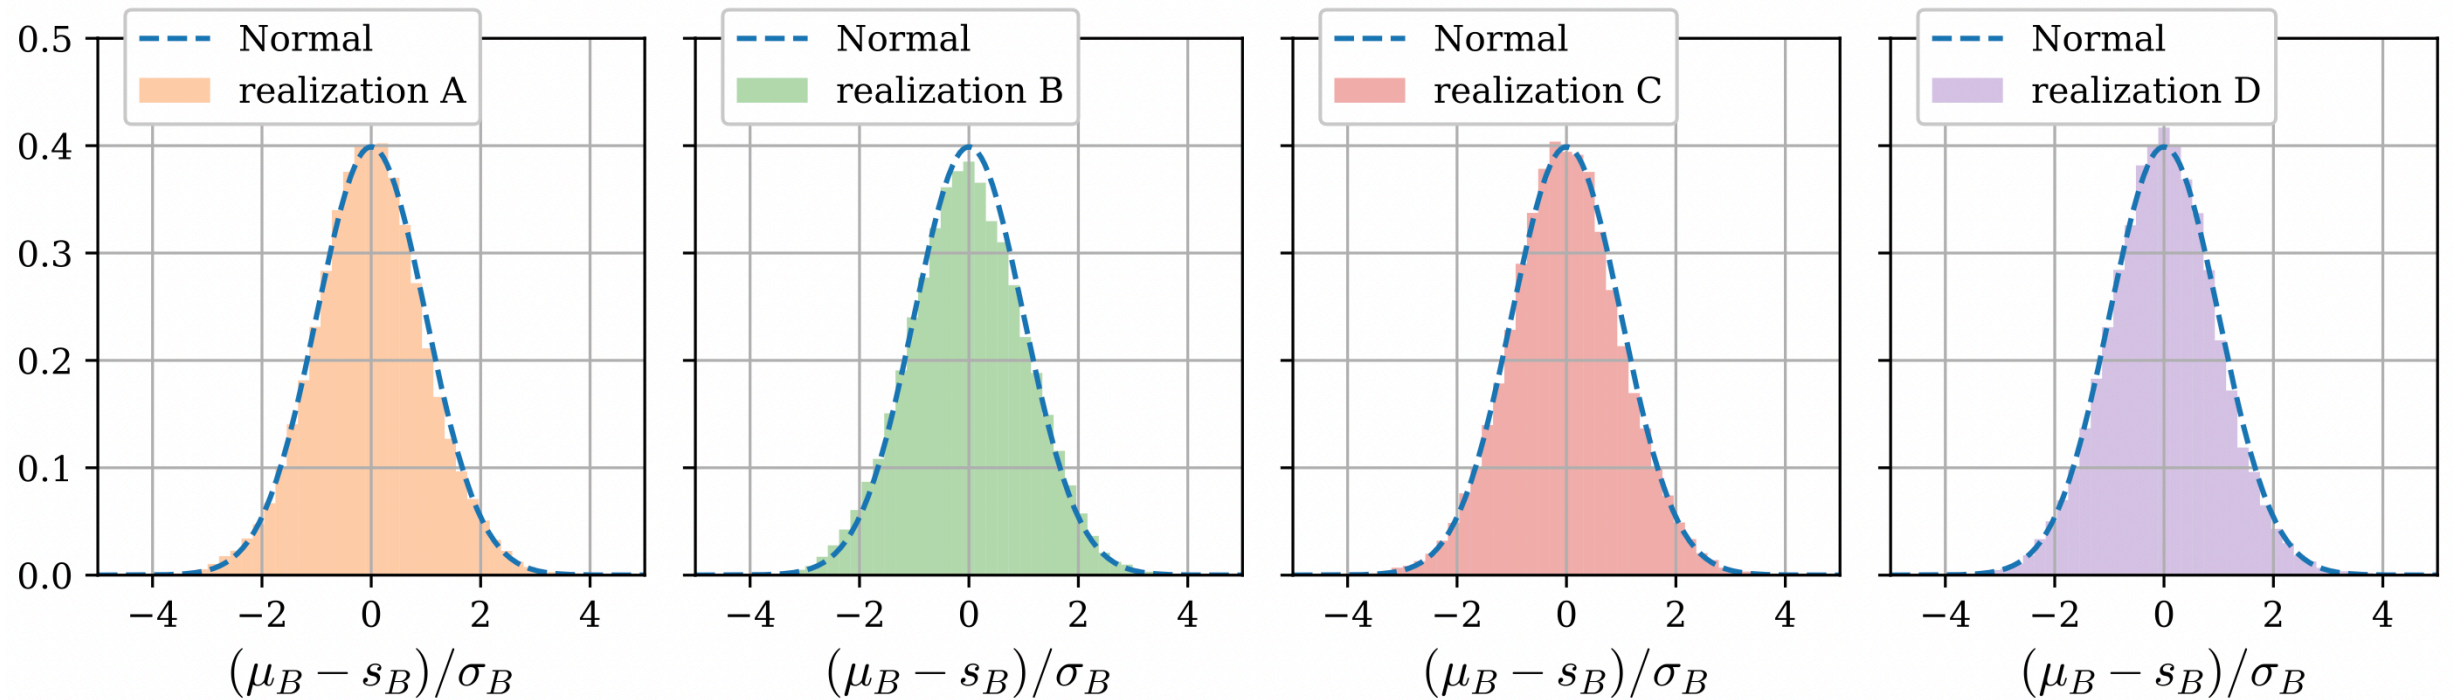 Normal
realization A
Normal
realization B
Normal
realization C
Normal
realization D
0.5
0.4
0.3
0.2
0.1
0.0
−4 −2 0 2 4
−4 −2 0 2 4
−4 −2 0 2 4
−4 −2 0 2 4
(μ_B − s_B)/σ_B
(μ_B − s_B)/σ_B
(μ_B − s_B)/σ_B
(μ_B − s_B)/σ_B